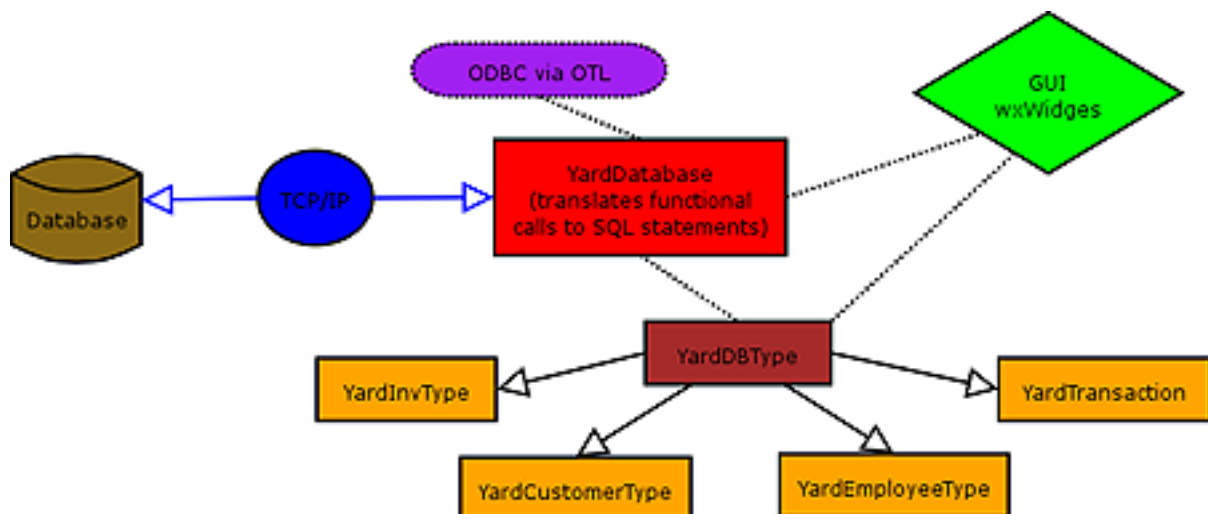 ODBC via OTL
GUI
wxWidges
YardDatabase
(translates functional
calls to SQL statements)
TCP/IP
Database
YardDBType
YardInvType
YardTransaction
YardCustomerType
YardEmployeeType